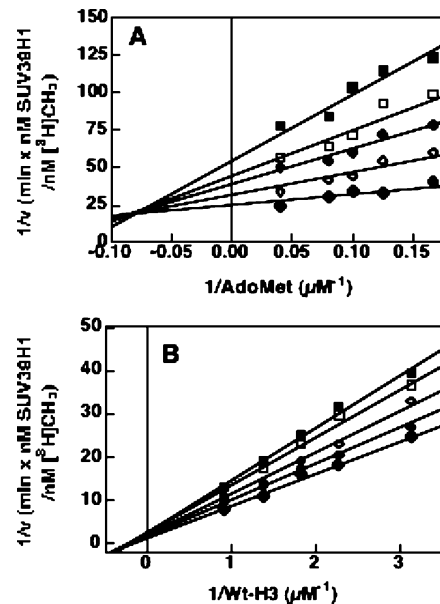 A
150
125
100
75
50
25
0
-0.10 -0.05 0.00 0.05 0.10 0.15
1/v (min x nM SUV39H1
/nM [³H]CH₃)
1/AdoMet (μM⁻¹)
B
50
40
30
20
10
0
0 1 2 3
1/v (min x nM SUV39H1
/nM [³H]CH₃)
1/Wt-H3 (μM⁻¹)